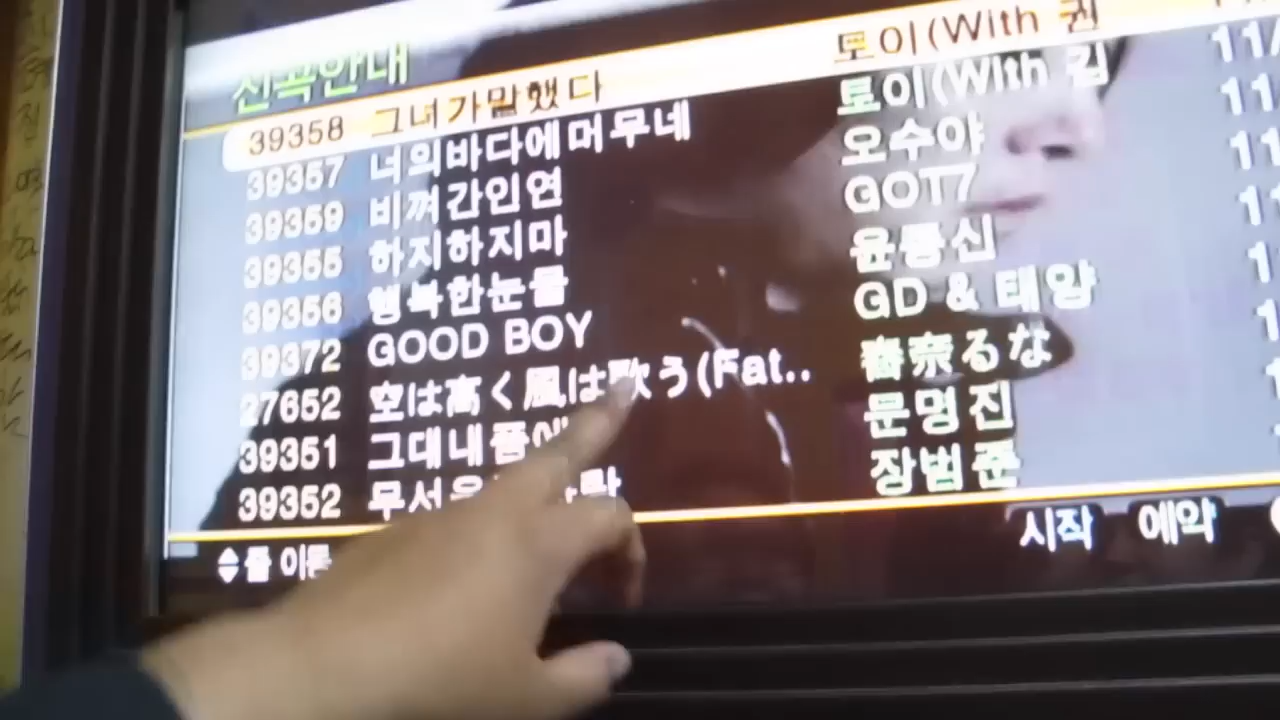 신곡안내
39358 그녀가말했다 토이(With 권
39357 너의바다에머무네 토이(With 김
39359 비껴간인연 오수야
39355 하지하지마 GOT7
39356 행복한눈물 윤종신
39372 GOOD BOY GD & 태양
27652 空は高く風は歌う(Fat.. 春奈るな
39351 그대내품에 문명진
39352 무서운 장범준
시작 예약
이동